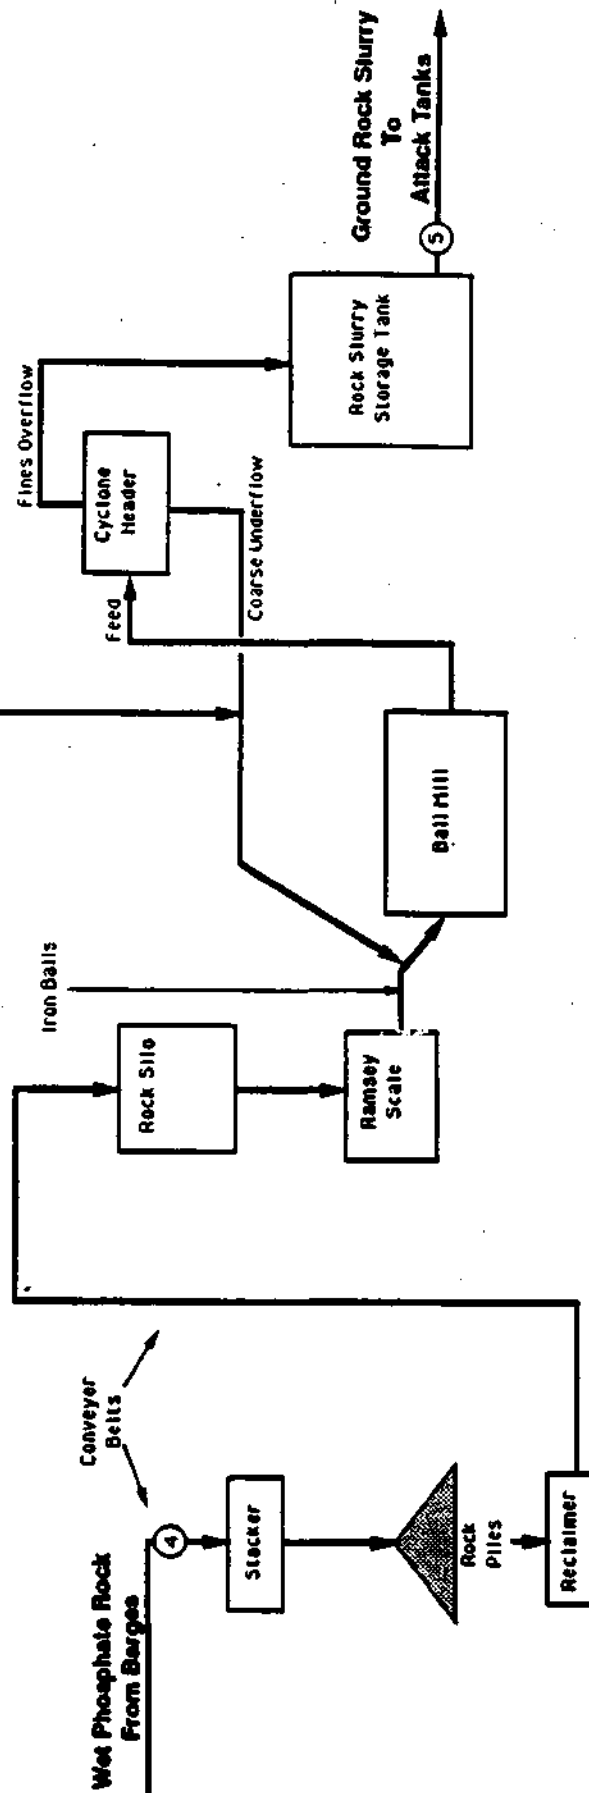 Wet Phosphate Rock
From Barges
4
Conveyer
Belts
Stacker
Rock
Piles
Reclaimer
Rock Silo
Iron Balls
Ramsey
Scale
Ball Mill
Feed
Cyclone
Header
Fines Overflow
Coarse Underflow
Rock Slurry
Storage Tank
5
Ground Rock Slurry
To
Attack Tanks